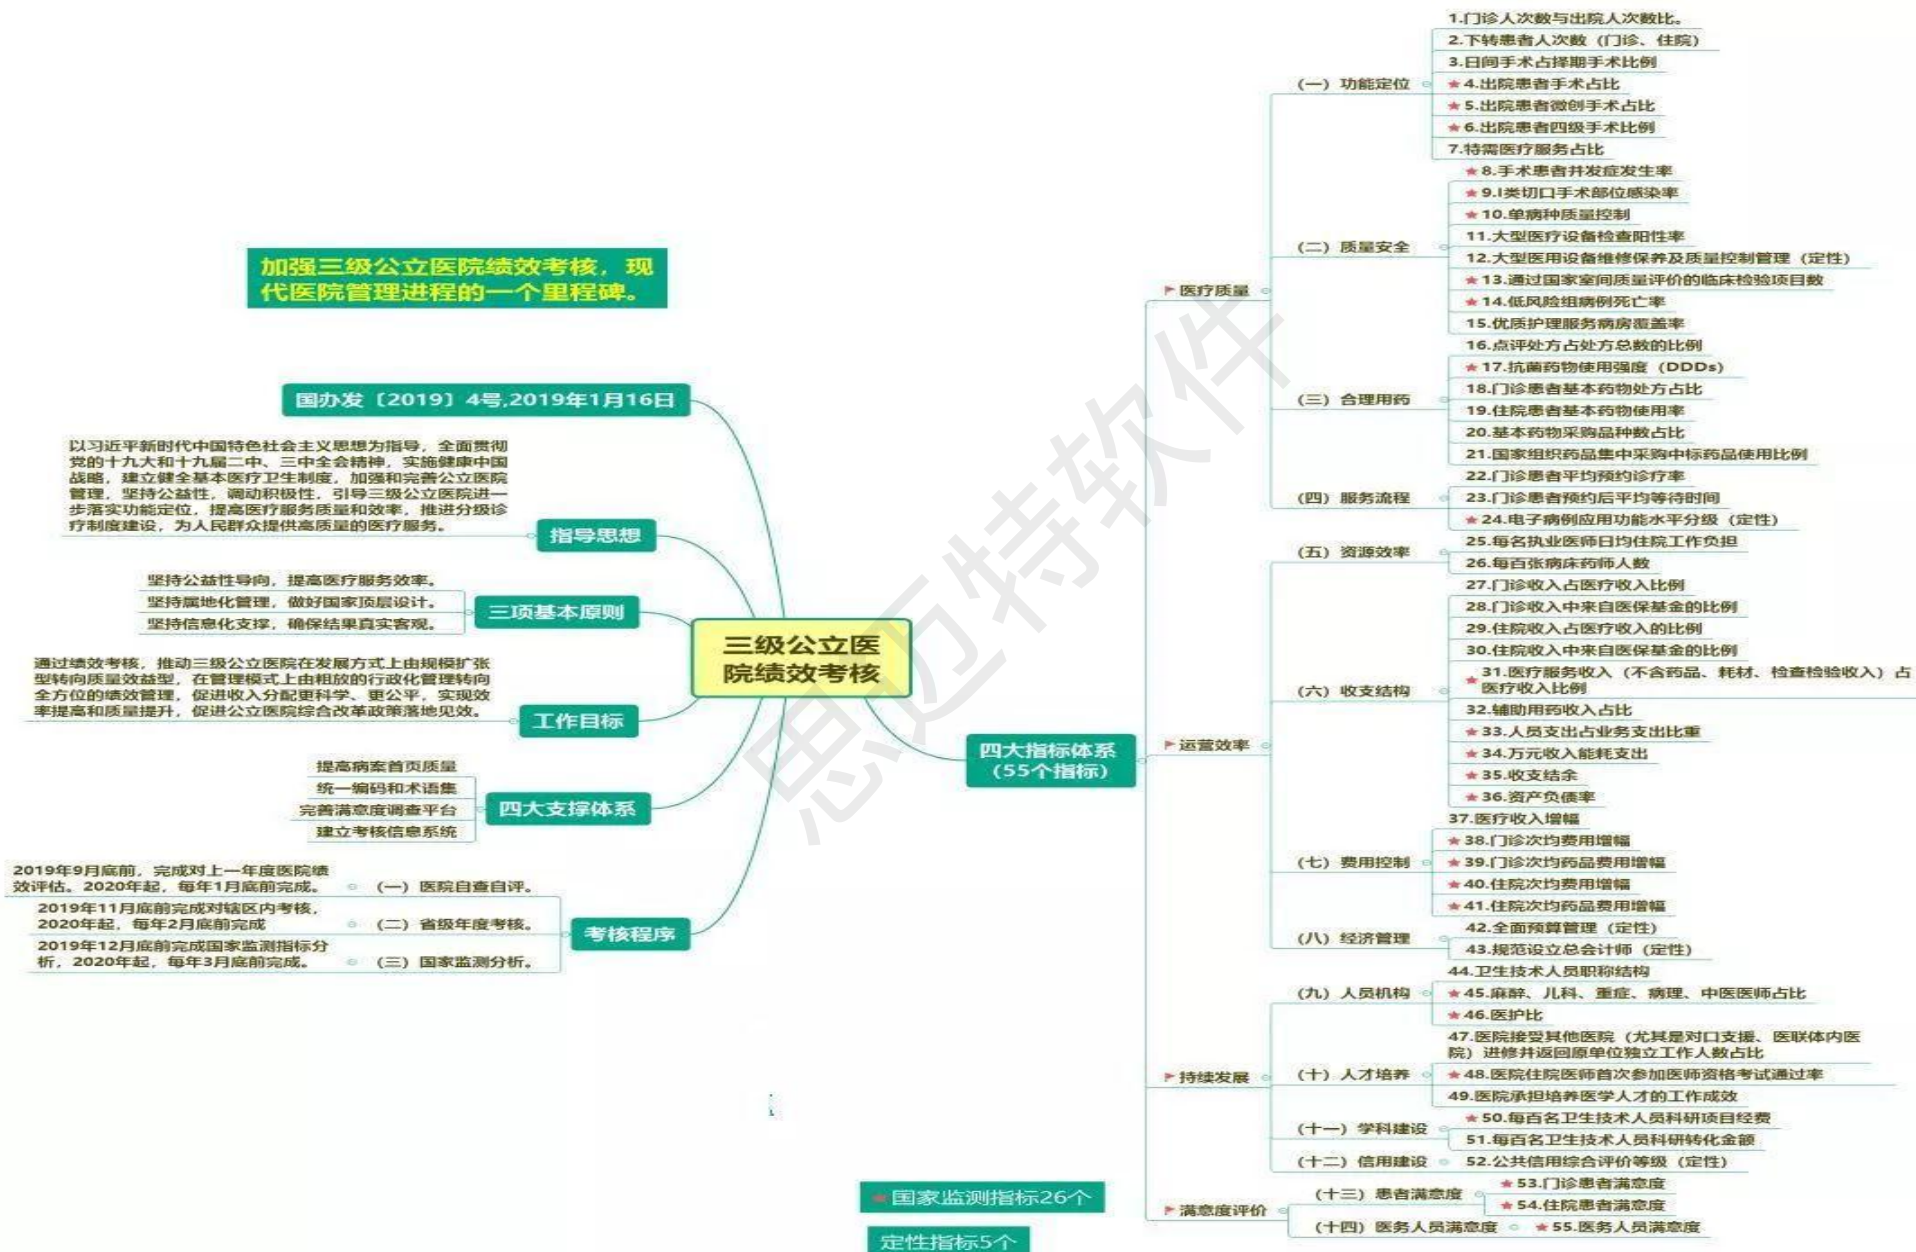 加强三级公立医院绩效考核，现
代医院管理进程的一个里程碑。
国办发〔2019〕4号,2019年1月16日
以习近平新时代中国特色社会主义思想为指导，全面贯彻
党的十九大和十九届二中、三中全会精神，实施健康中国
战略，建立健全基本医疗卫生制度，加强和完善公立医院
管理，坚持公益性，调动积极性，引导三级公立医院进一
步落实功能定位，提高医疗服务质量和效率，推进分级诊
疗制度建设，为人民群众提供高质量的医疗服务。
指导思想
坚持公益性导向，提高医疗服务效率。
坚持属地化管理，做好国家顶层设计。
坚持信息化支撑，确保结果真实客观。
三项基本原则
通过绩效考核，推动三级公立医院在发展方式上由规模扩张
型转向质量效益型，在管理模式上由粗放的行政化管理转向
全方位的绩效管理，促进收入分配更科学、更公平，实现效
率提高和质量提升，促进公立医院综合改革政策落地见效。
工作目标
提高病案首页质量
统一编码和术语集
完善满意度调查平台
建立考核信息系统
四大支撑体系
2019年9月底前，完成对上一年度医院绩
效评估。2020年起，每年1月底前完成。
（一）医院自查自评。
2019年11月底前完成对辖区内考核，
2020年起，每年2月底前完成
（二）省级年度考核。
2019年12月底前完成国家监测指标分
析，2020年起，每年3月底前完成。
（三）国家监测分析。
考核程序
三级公立医
院绩效考核
四大指标体系
（55个指标）
医疗质量
（一）功能定位
1.门诊人次数与出院人次数比。
2.下转患者人次数（门诊、住院）
3.日间手术占择期手术比例
★4.出院患者手术占比
★5.出院患者微创手术占比
★6.出院患者四级手术比例
7.特需医疗服务占比
（二）质量安全
★8.手术患者并发症发生率
★9.I类切口手术部位感染率
★10.单病种质量控制
11.大型医疗设备检查阳性率
12.大型医用设备维修保养及质量控制管理（定性）
★13.通过国家室间质量评价的临床检验项目数
★14.低风险组病例死亡率
15.优质护理服务病房覆盖率
（三）合理用药
16.点评处方占处方总数的比例
★17.抗菌药物使用强度（DDDs）
18.门诊患者基本药物处方占比
19.住院患者基本药物使用率
20.基本药物采购品种数占比
21.国家组织药品集中采购中标药品使用比例
（四）服务流程
22.门诊患者平均预约诊疗率
23.门诊患者预约后平均等待时间
★24.电子病例应用功能水平分级（定性）
运营效率
（五）资源效率
25.每名执业医师日均住院工作负担
26.每百张病床药师人数
（六）收支结构
27.门诊收入占医疗收入比例
28.门诊收入中来自医保基金的比例
29.住院收入占医疗收入的比例
30.住院收入中来自医保基金的比例
★31.医疗服务收入（不含药品、耗材、检查检验收入）占
医疗收入比例
32.辅助用药收入占比
★33.人员支出占业务支出比重
★34.万元收入能耗支出
★35.收支结余
★36.资产负债率
（七）费用控制
37.医疗收入增幅
★38.门诊次均费用增幅
★39.门诊次均药品费用增幅
★40.住院次均费用增幅
★41.住院次均药品费用增幅
（八）经济管理
42.全面预算管理（定性）
43.规范设立总会计师（定性）
持续发展
（九）人员机构
44.卫生技术人员职称结构
★45.麻醉、儿科、重症、病理、中医医师占比
★46.医护比
（十）人才培养
47.医院接受其他医院（尤其是对口支援、医联体内医
院）进修并返回原单位独立工作人数占比
★48.医院住院医师首次参加医师资格考试通过率
49.医院承担培养医学人才的工作成效
（十一）学科建设
★50.每百名卫生技术人员科研项目经费
51.每百名卫生技术人员科研转化金额
（十二）信用建设
52.公共信用综合评价等级（定性）
满意度评价
（十三）患者满意度
★53.门诊患者满意度
★54.住院患者满意度
（十四）医务人员满意度
★55.医务人员满意度
★国家监测指标26个
定性指标5个
思迈特软件